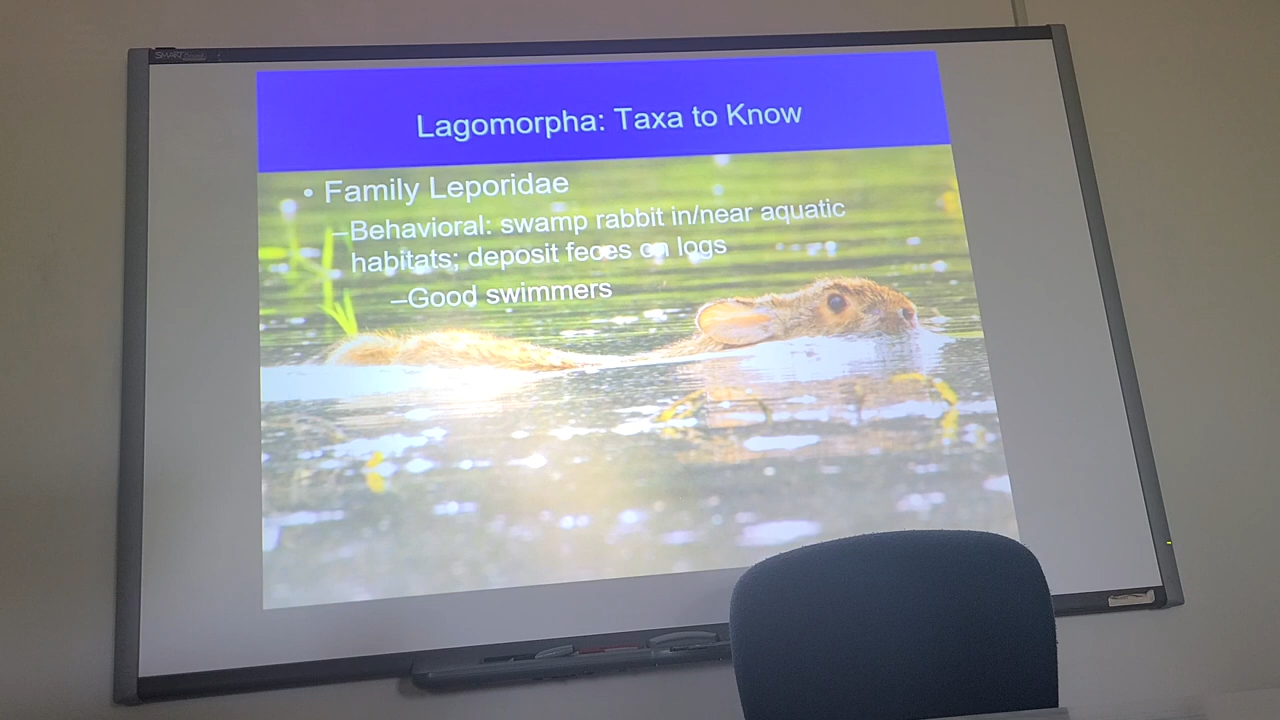 SMART
Lagomorpha: Taxa to Know
• Family Leporidae
–Behavioral: swamp rabbit in/near aquatic
habitats; deposit feces on logs
–Good swimmers